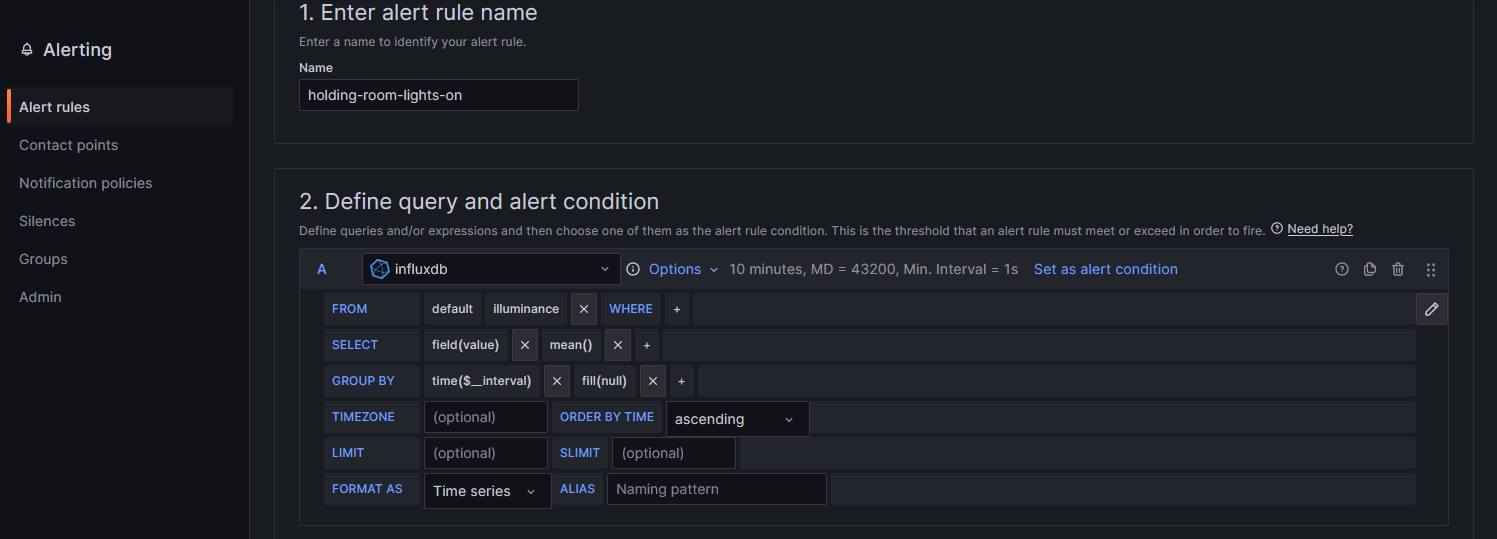 1. Enter alert rule name
Enter a name to identify your alert rule.
Name
holding-room-lights-on
Alerting
Alert rules
Contact points
Notification policies
Silences
Groups
Admin
2. Define query and alert condition
Define queries and/or expressions and then choose one of them as the alert rule condition. This is the threshold that an alert rule must meet or exceed in order to fire. Need help?
A influxdb Options 10 minutes, MD = 43200, Min. Interval = 1s Set as alert condition
FROM default illuminance WHERE +
SELECT field(value) mean() +
GROUP BY time($__interval) fill(null) +
TIMEZONE (optional) ORDER BY TIME ascending
LIMIT (optional) SLIMIT (optional)
FORMAT AS Time series ALIAS Naming pattern